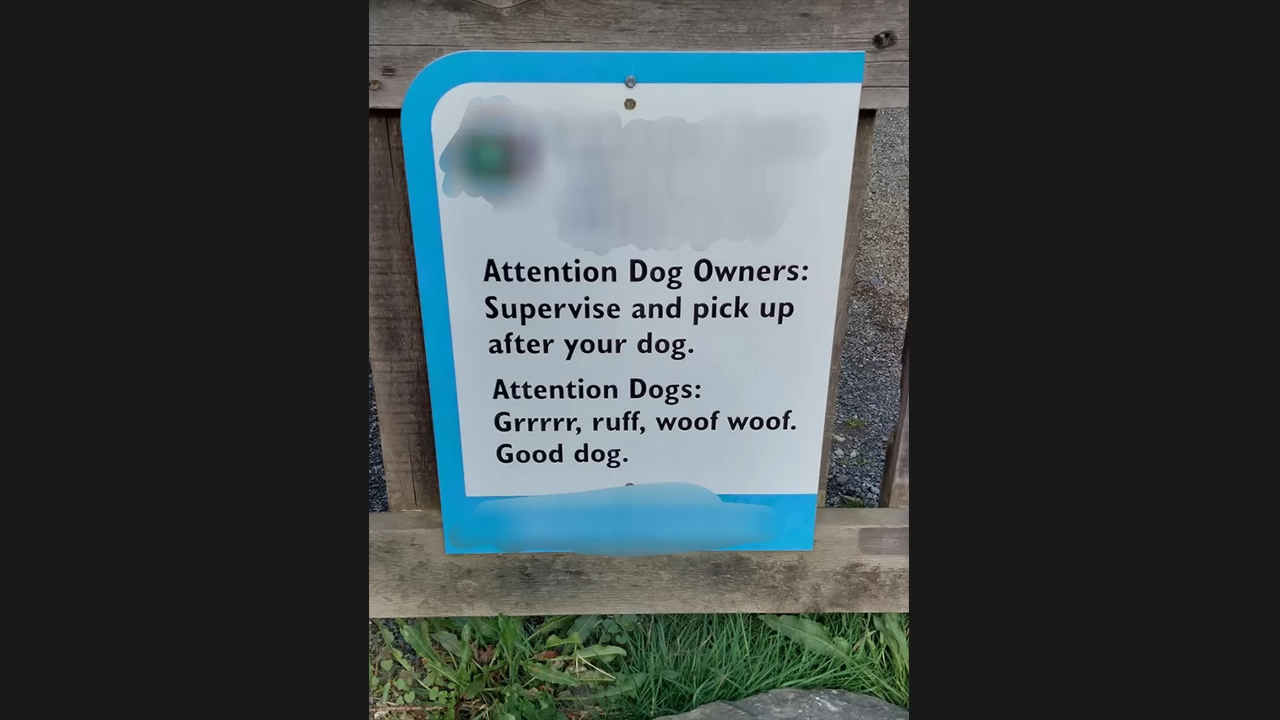 Attention Dog Owners:
Supervise and pick up
after your dog.
Attention Dogs:
Grrrrr, ruff, woof woof.
Good dog.